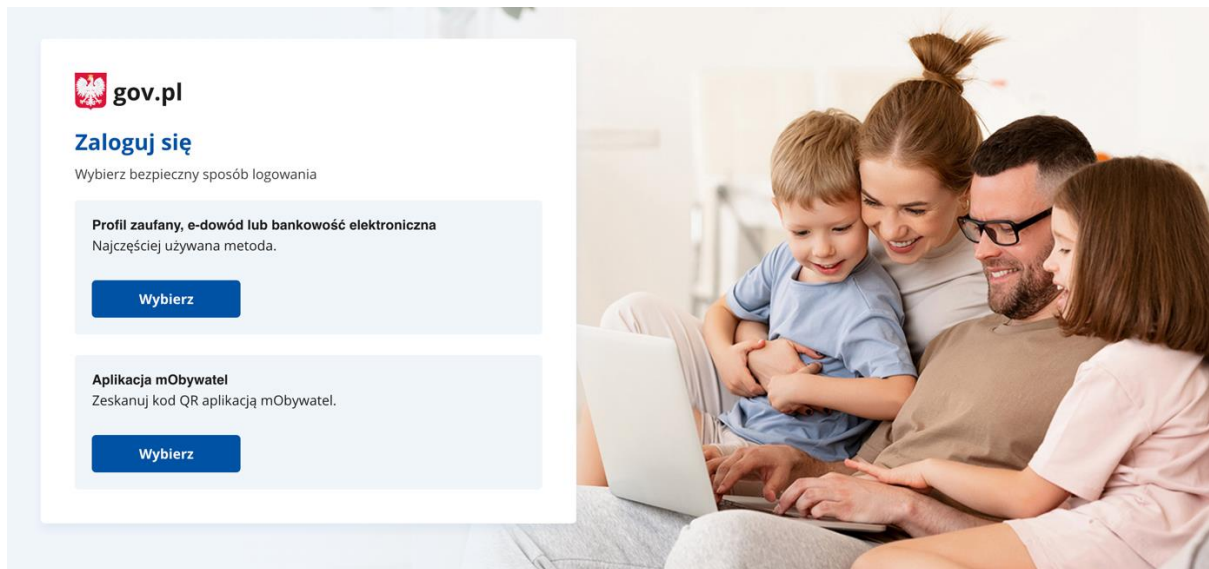 gov.pl
Zaloguj się
Wybierz bezpieczny sposób logowania
Profil zaufany, e-dowód lub bankowość elektroniczna
Najczęściej używana metoda.
Wybierz
Aplikacja mObywatel
Zeskanuj kod QR aplikacją mObywatel.
Wybierz